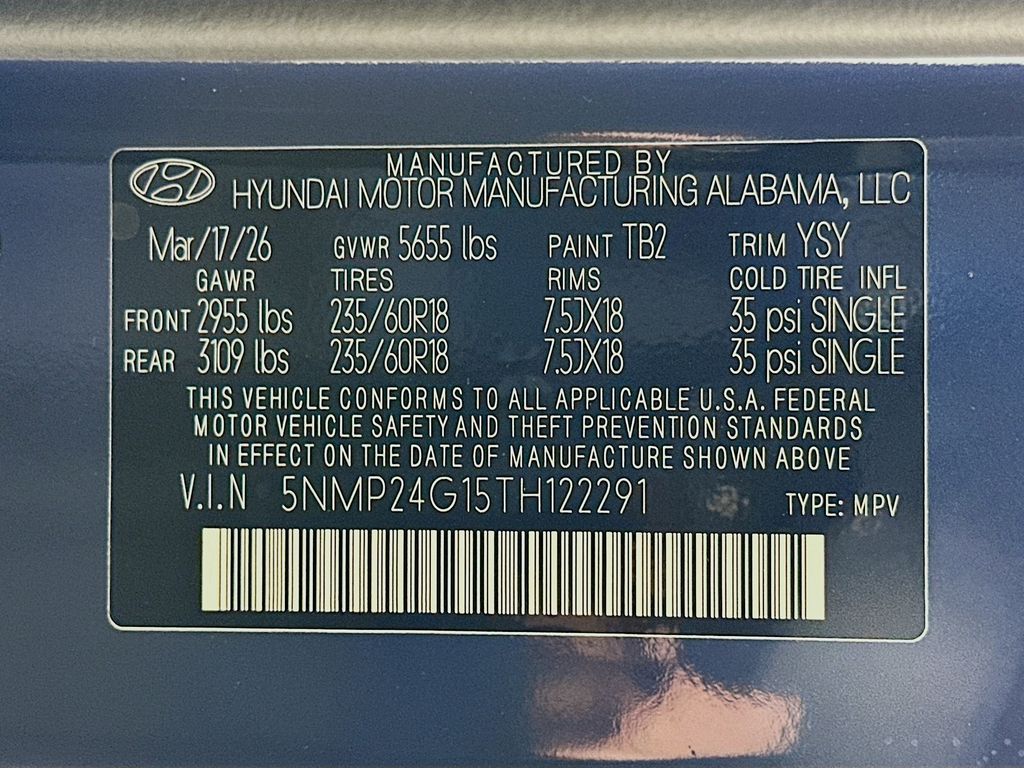 MANUFACTURED BY
HYUNDAI MOTOR MANUFACTURING ALABAMA, LLC
Mar/17/26 GVWR 5655 lbs PAINT TB2 TRIM YSY
GAWR TIRES RIMS COLD TIRE INFL
FRONT 2955 lbs 235/60R18 7.5JX18 35 psi SINGLE
REAR 3109 lbs 235/60R18 7.5JX18 35 psi SINGLE
THIS VEHICLE CONFORMS TO ALL APPLICABLE U.S.A. FEDERAL
MOTOR VEHICLE SAFETY AND THEFT PREVENTION STANDARDS
IN EFFECT ON THE DATE OF MANUFACTURE SHOWN ABOVE
V.I.N 5NMP24G15TH122291 TYPE: MPV